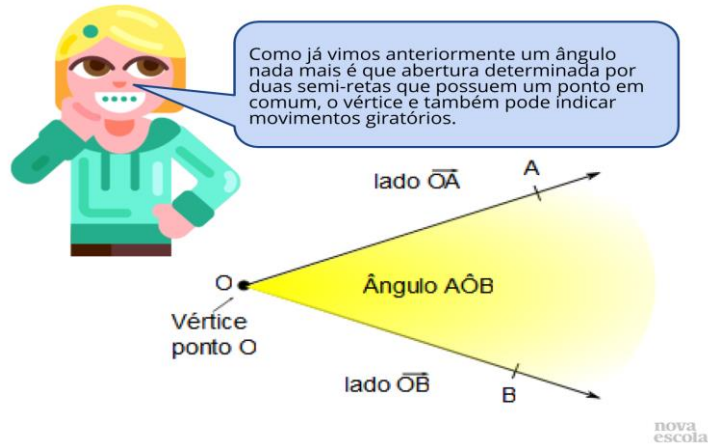 Como já vimos anteriormente um ângulo
nada mais é que abertura determinada por
duas semi-retas que possuem um ponto em
comum, o vértice e também pode indicar
movimentos giratórios.
lado OA
A
O
Ângulo AÔB
Vértice
ponto O
lado OB
B
nova
escola